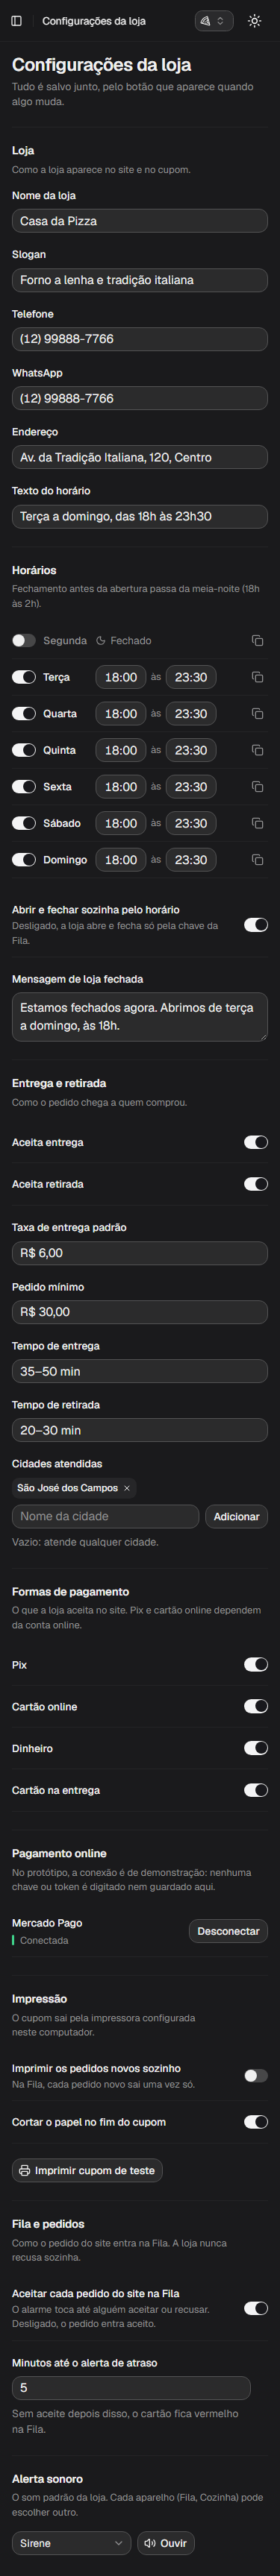 Configurações da loja
Configurações da loja
Tudo é salvo junto, pelo botão que aparece quando
algo muda.
Loja
Como a loja aparece no site e no cupom.
Nome da loja
Casa da Pizza
Slogan
Forno a lenha e tradição italiana
Telefone
(12) 99888-7766
WhatsApp
(12) 99888-7766
Endereço
Av. da Tradição Italiana, 120, Centro
Texto do horário
Terça a domingo, das 18h às 23h30
Horários
Fechamento antes da abertura passa da meia-noite (18h
às 2h).
Segunda Fechado
Terça 18:00 às 23:30
Quarta 18:00 às 23:30
Quinta 18:00 às 23:30
Sexta 18:00 às 23:30
Sábado 18:00 às 23:30
Domingo 18:00 às 23:30
Abrir e fechar sozinha pelo horário
Desligado, a loja abre e fecha só pela chave da
Fila.
Mensagem de loja fechada
Estamos fechados agora. Abrimos de terça
a domingo, às 18h.
Entrega e retirada
Como o pedido chega a quem comprou.
Aceita entrega
Aceita retirada
Taxa de entrega padrão
R$ 6,00
Pedido mínimo
R$ 30,00
Tempo de entrega
35–50 min
Tempo de retirada
20–30 min
Cidades atendidas
São José dos Campos ×
Nome da cidade Adicionar
Vazio: atende qualquer cidade.
Formas de pagamento
O que a loja aceita no site. Pix e cartão online dependem
da conta online.
Pix
Cartão online
Dinheiro
Cartão na entrega
Pagamento online
No protótipo, a conexão é de demonstração: nenhuma
chave ou token é digitado nem guardado aqui.
Mercado Pago
Conectada
Desconectar
Impressão
O cupom sai pela impressora configurada
neste computador.
Imprimir os pedidos novos sozinho
Na Fila, cada pedido novo sai uma vez só.
Cortar o papel no fim do cupom
Imprimir cupom de teste
Fila e pedidos
Como o pedido do site entra na Fila. A loja nunca
recusa sozinha.
Aceitar cada pedido do site na Fila
O alarme toca até alguém aceitar ou recusar.
Desligado, o pedido entra aceito.
Minutos até o alerta de atraso
5
Sem aceite depois disso, o cartão fica vermelho
na Fila.
Alerta sonoro
O som padrão da loja. Cada aparelho (Fila, Cozinha) pode
escolher outro.
Sirene Ouvir